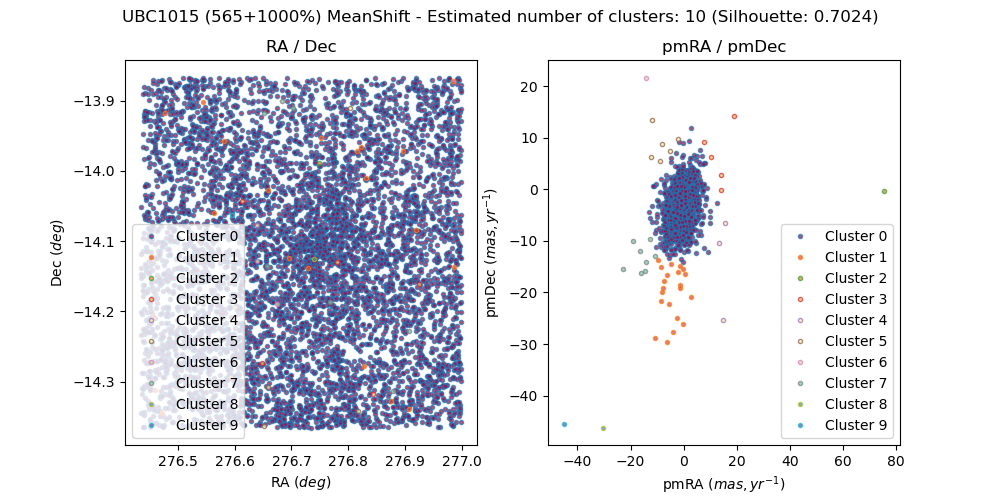 UBC1015 (565+1000%) MeanShift - Estimated number of clusters: 10 (Silhouette: 0.7024)
RA / Dec
Dec (deg)
−13.9
−14.0
−14.1
−14.2
−14.3
Cluster 0
Cluster 1
Cluster 2
Cluster 3
Cluster 4
Cluster 5
Cluster 6
Cluster 7
Cluster 8
Cluster 9
276.5 276.6 276.7 276.8 276.9 277.0
RA (deg)
pmRA / pmDec
pmDec (mas, yr⁻¹)
20
10
0
−10
−20
−30
−40
Cluster 0
Cluster 1
Cluster 2
Cluster 3
Cluster 4
Cluster 5
Cluster 6
Cluster 7
Cluster 8
Cluster 9
−40 −20 0 20 40 60 80
pmRA (mas, yr⁻¹)